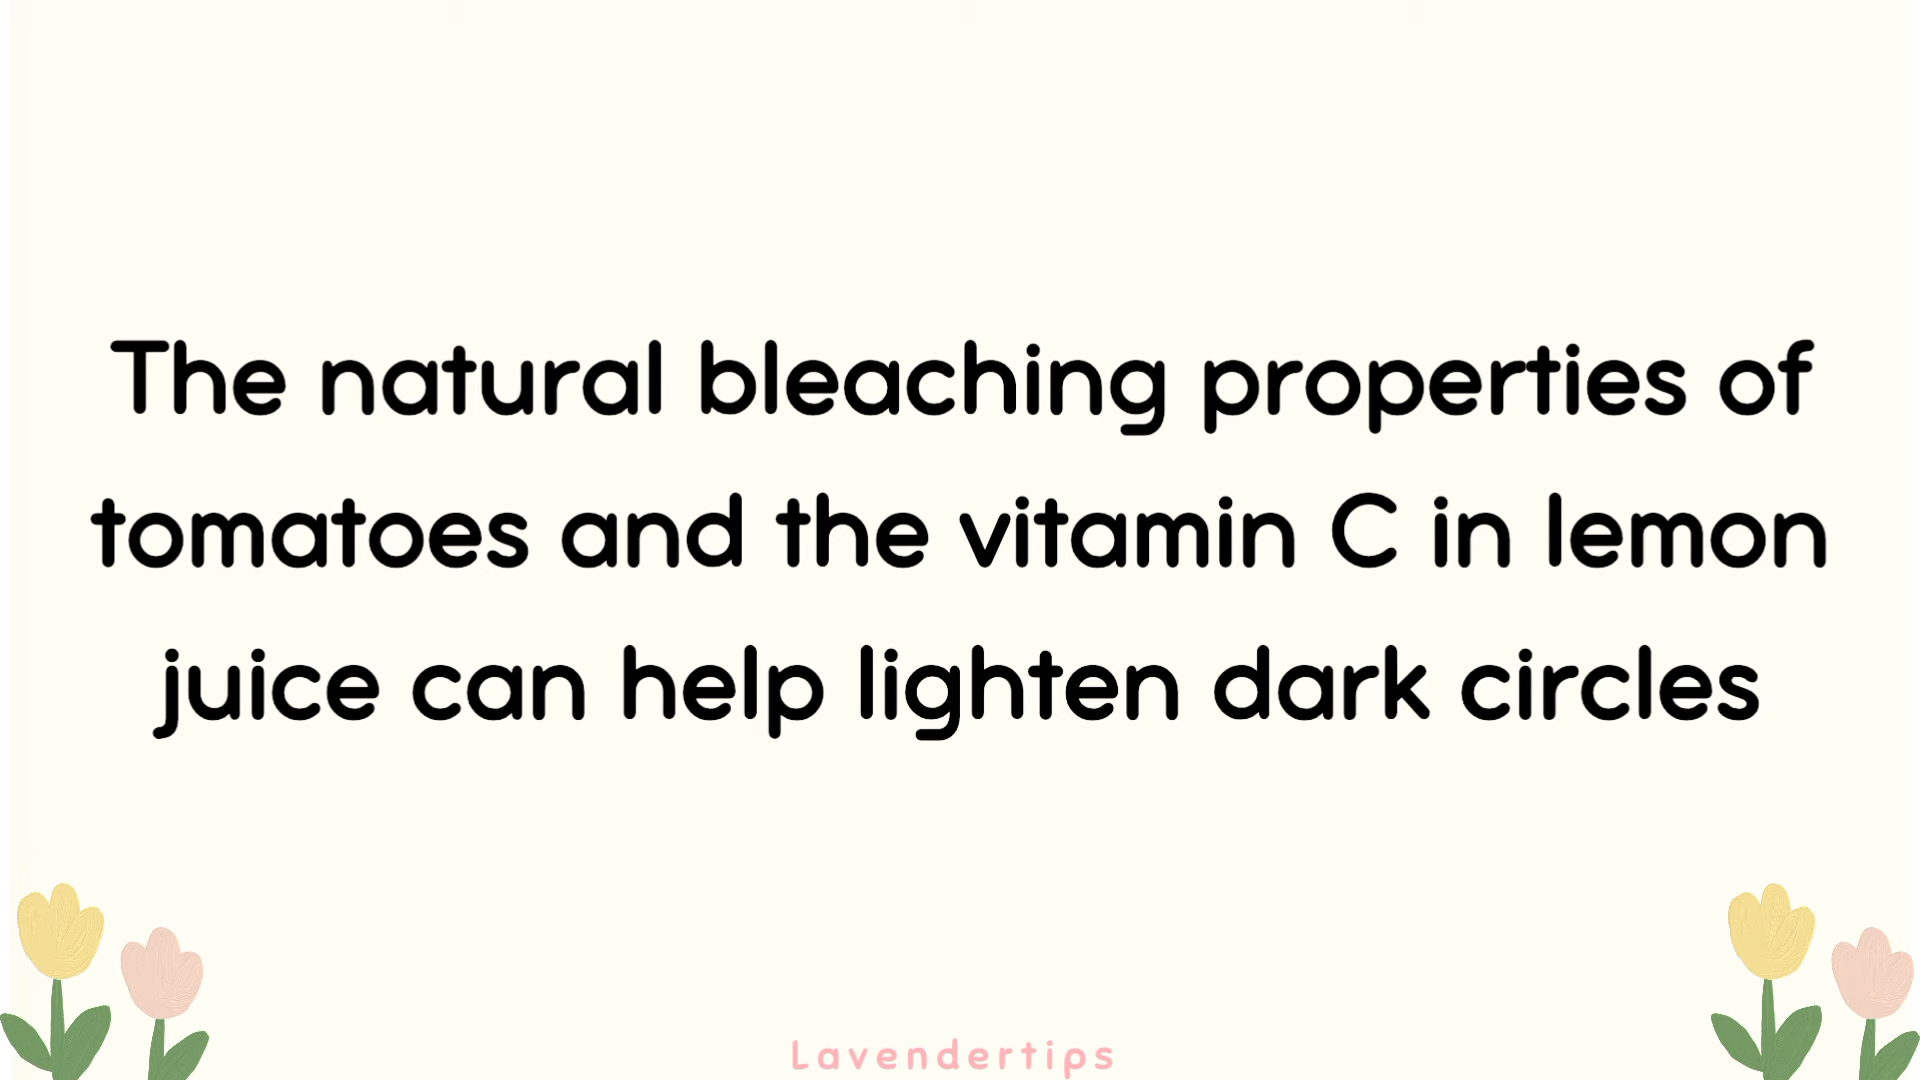 The natural bleaching properties of
tomatoes and the vitamin C in lemon
juice can help lighten dark circles
Lavendertips